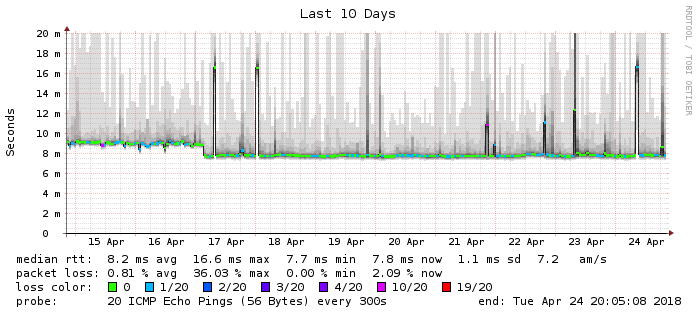 Last 10 Days
RRDTOOL / TOBI OETIKER
Seconds
20 m
18 m
16 m
14 m
12 m
10 m
8 m
6 m
4 m
2 m
0
15 Apr 16 Apr 17 Apr 18 Apr 19 Apr 20 Apr 21 Apr 22 Apr 23 Apr 24 Apr
median rtt: 8.2 ms avg 16.6 ms max 7.7 ms min 7.8 ms now 1.1 ms sd 7.2 am/s
packet loss: 0.81 % avg 36.03 % max 0.00 % min 2.09 % now
loss color: 0 1/20 2/20 3/20 4/20 10/20 19/20
probe: 20 ICMP Echo Pings (56 Bytes) every 300s end: Tue Apr 24 20:05:08 2018